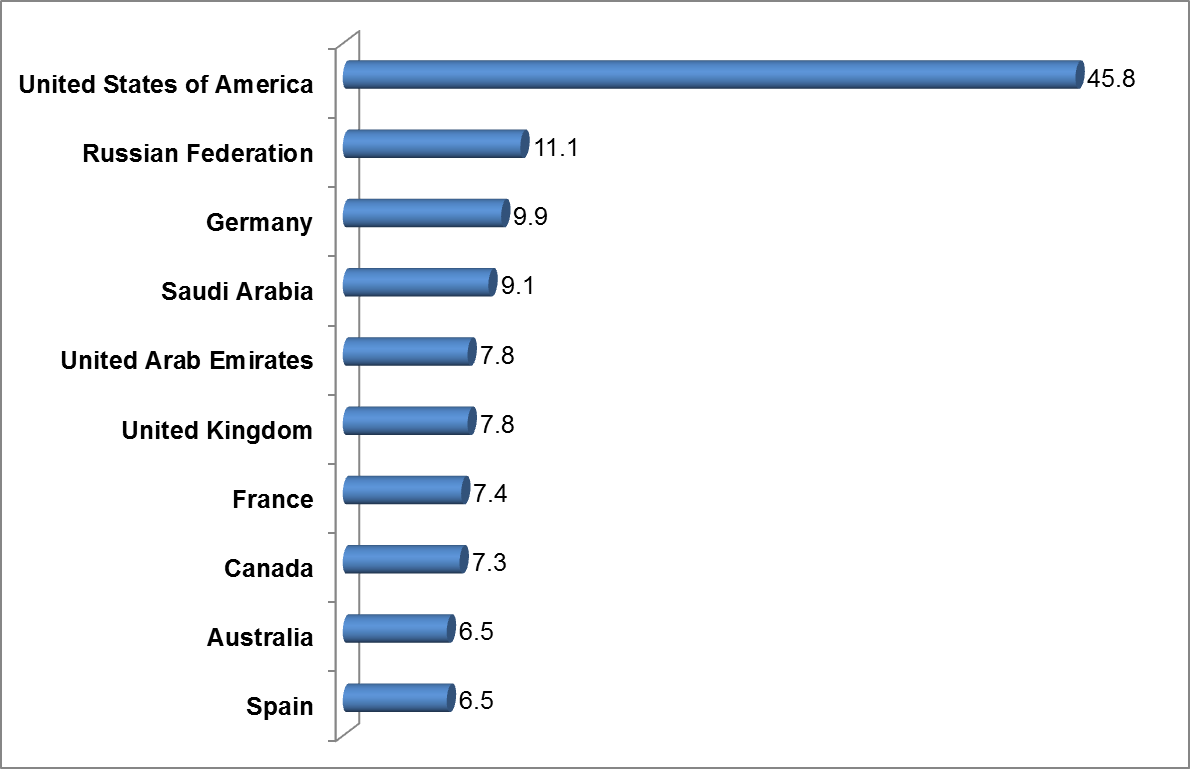 United States of America 45.8
Russian Federation 11.1
Germany 9.9
Saudi Arabia 9.1
United Arab Emirates 7.8
United Kingdom 7.8
France 7.4
Canada 7.3
Australia 6.5
Spain 6.5